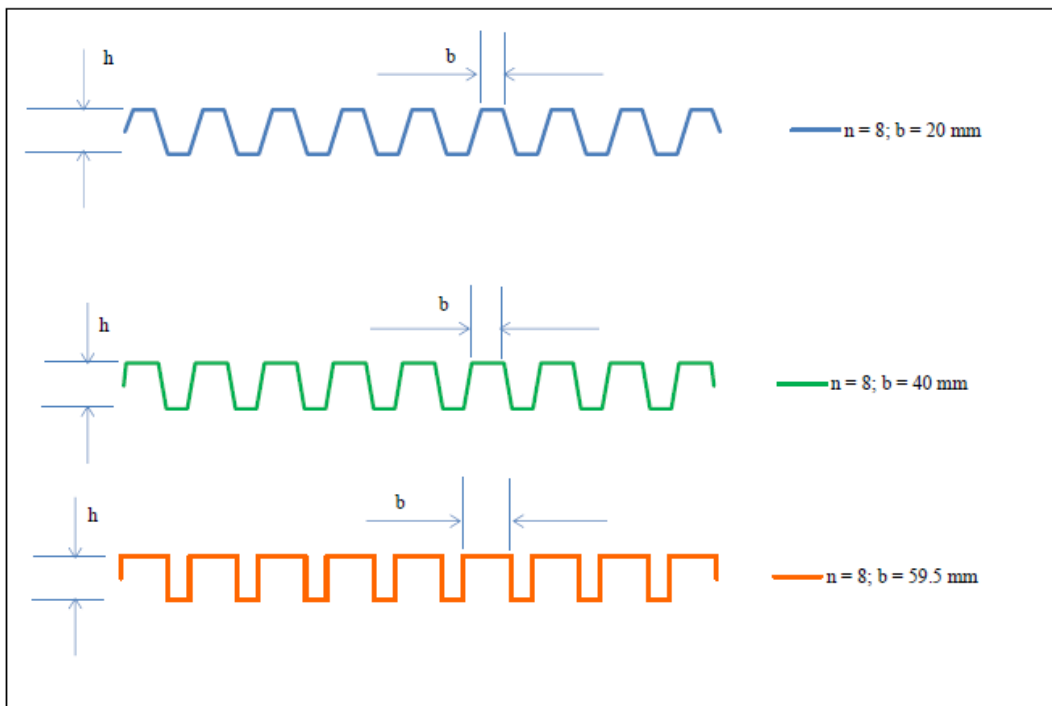 h
b
n = 8; b = 20 mm
b
h
n = 8; b = 40 mm
b
h
n = 8; b = 59.5 mm